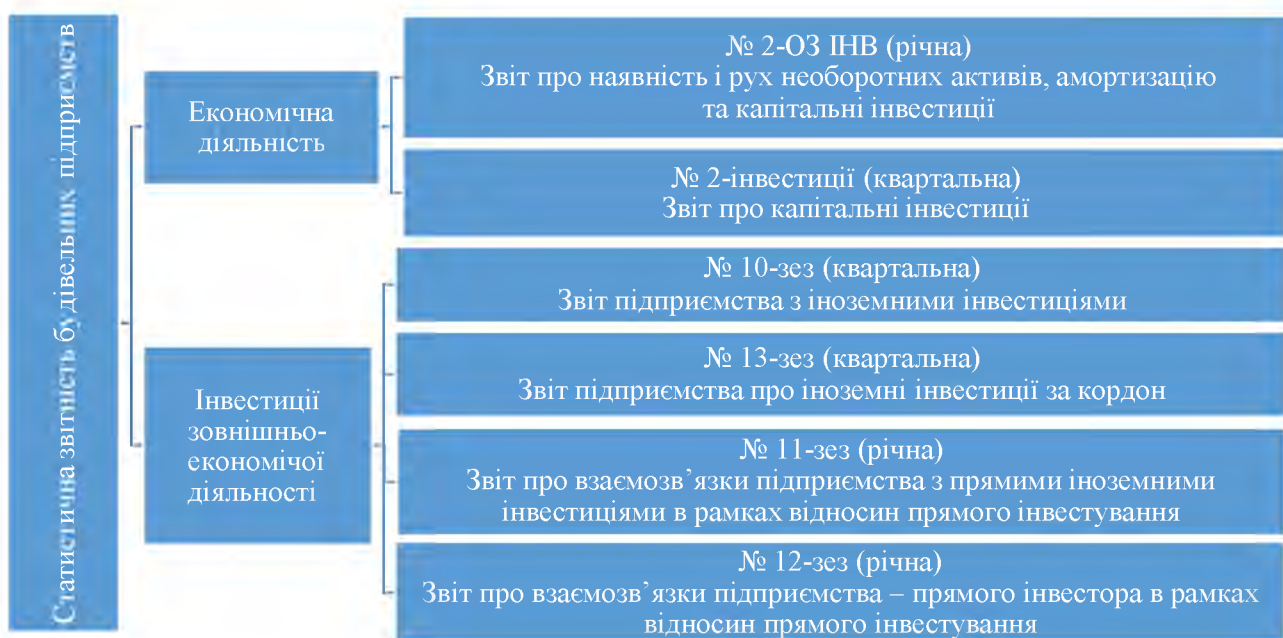 Статистична звітність будівельних підприємств
Економічна
діяльність
№ 2-ОЗ ІНВ (річна)
Звіт про наявність і рух необоротних активів, амортизацію
та капітальні інвестиції
№ 2-інвестиції (квартальна)
Звіт про капітальні інвестиції
Інвестиції
зовнішньо-
економічої
діяльності
№ 10-зез (квартальна)
Звіт підприємства з іноземними інвестиціями
№ 13-зез (квартальна)
Звіт підприємства про іноземні інвестиції за кордон
№ 11-зез (річна)
Звіт про взаємозв’язки підприємства з прямими іноземними
інвестиціями в рамках відносин прямого інвестування
№ 12-зез (річна)
Звіт про взаємозв’язки підприємства – прямого інвестора в рамках
відносин прямого інвестування